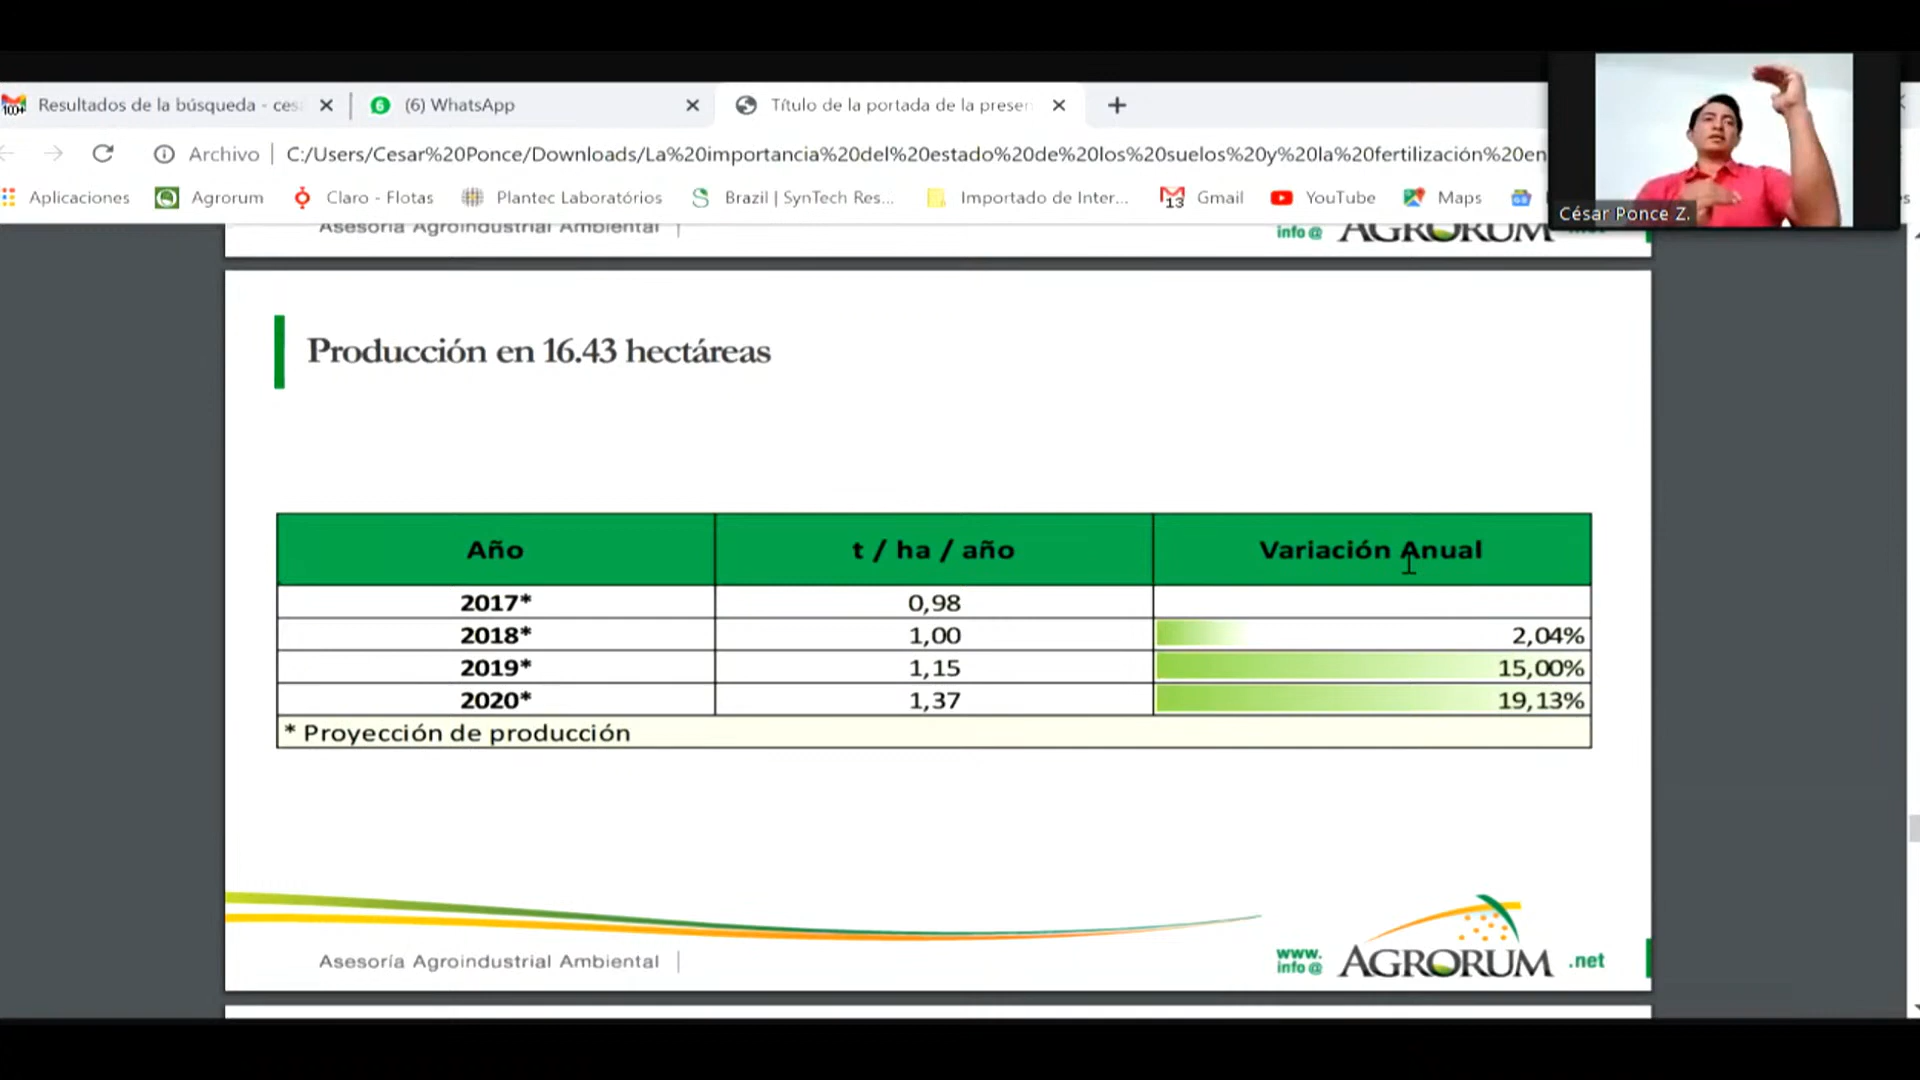 Resultados de la búsqueda - ces
(6) WhatsApp
Título de la portada de la presen
Archivo
C:/Users/Cesar%20Ponce/Downloads/La%20importancia%20del%20estado%20de%20los%20suelos%20y%20la%20fertilización%20en
Aplicaciones
Agrorum
Claro - Flotas
Plantec Laboratórios
Brazil | SynTech Res...
Importado de Inter...
13
Gmail
YouTube
Maps
César Ponce Z.
Asesoría Agroindustrial Ambiental
info@ AGRORUM
Producción en 16.43 hectáreas
Año t / ha / año Variación Anual
2017* 0,98
2018* 1,00 2,04%
2019* 1,15 15,00%
2020* 1,37 19,13%
* Proyección de producción
Asesoría Agroindustrial Ambiental
www.
info@
AGRORUM
.net